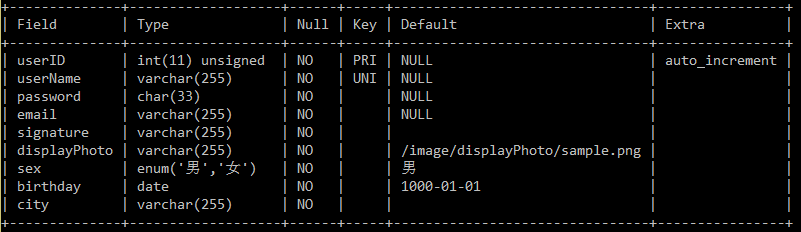 +--------------+------------------+------+-----+--------------------------------+----------------+
| Field        | Type             | Null | Key | Default                        | Extra          |
+--------------+------------------+------+-----+--------------------------------+----------------+
| userID       | int(11) unsigned | NO   | PRI | NULL                           | auto_increment |
| userName     | varchar(255)     | NO   | UNI | NULL                           |                |
| password     | char(33)         | NO   |     | NULL                           |                |
| email        | varchar(255)     | NO   |     | NULL                           |                |
| signature    | varchar(255)     | NO   |     |                                |                |
| displayPhoto | varchar(255)     | NO   |     | /image/displayPhoto/sample.png |                |
| sex          | enum('男','女')  | NO   |     | 男                             |                |
| birthday     | date             | NO   |     | 1000-01-01                     |                |
| city         | varchar(255)     | NO   |     |                                |                |
+--------------+------------------+------+-----+--------------------------------+----------------+